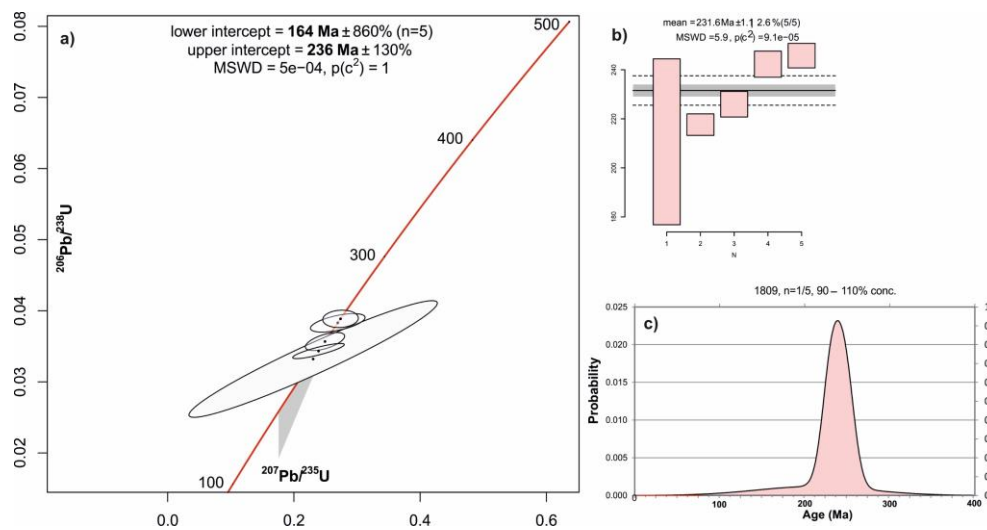 a)
lower intercept = 164 Ma ± 860% (n=5)
upper intercept = 236 Ma ± 130%
MSWD = 5e−04, p(c²) = 1
0.08
0.07
0.06
0.05
0.04
0.03
0.02
²⁰⁶Pb/²³⁸U
500
400
300
100
²⁰⁷Pb/²³⁵U
0.0
0.2
0.4
0.6
b)
mean = 231.6 Ma ± 1.1 | 2.6% (5/5)
MSWD = 5.9, p(c²) = 9.1e−05
240
220
200
180
1
2
3
4
5
N
1809, n=1/5, 90 – 110% conc.
c)
0.025
0.020
0.015
0.010
0.005
0.000
Probability
0
100
200
300
400
Age (Ma)